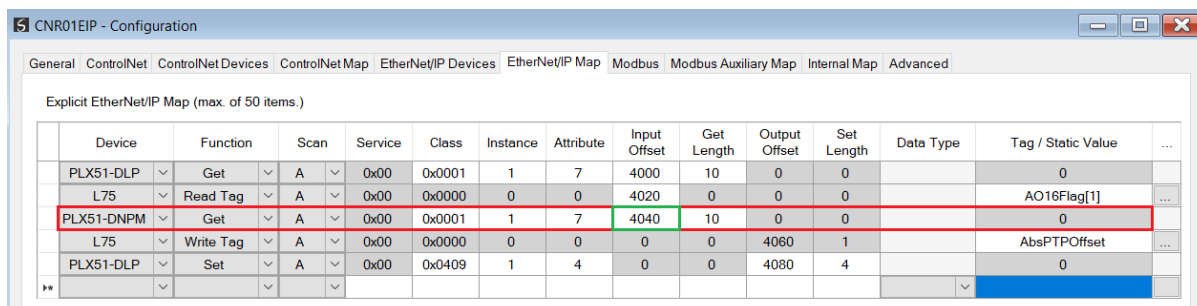 CNR01EIP - Configuration
General ControlNet ControlNet Devices ControlNet Map EtherNet/IP Devices EtherNet/IP Map Modbus Modbus Auxiliary Map Internal Map Advanced
Explicit EtherNet/IP Map (max. of 50 items.)
Device Function Scan Service Class Instance Attribute Input Offset Get Length Output Offset Set Length Data Type Tag / Static Value ...
PLX51-DLP Get A 0x00 0x0001 1 7 4000 10 0 0 0
L75 Read Tag A 0x00 0x0000 0 0 4020 0 0 0 AO16Flag[1] ...
PLX51-DNPM Get A 0x00 0x0001 1 7 4040 10 0 0 0
L75 Write Tag A 0x00 0x0000 0 0 0 0 4060 1 AbsPTPOffset ...
PLX51-DLP Set A 0x00 0x0409 1 4 0 0 4080 4 0